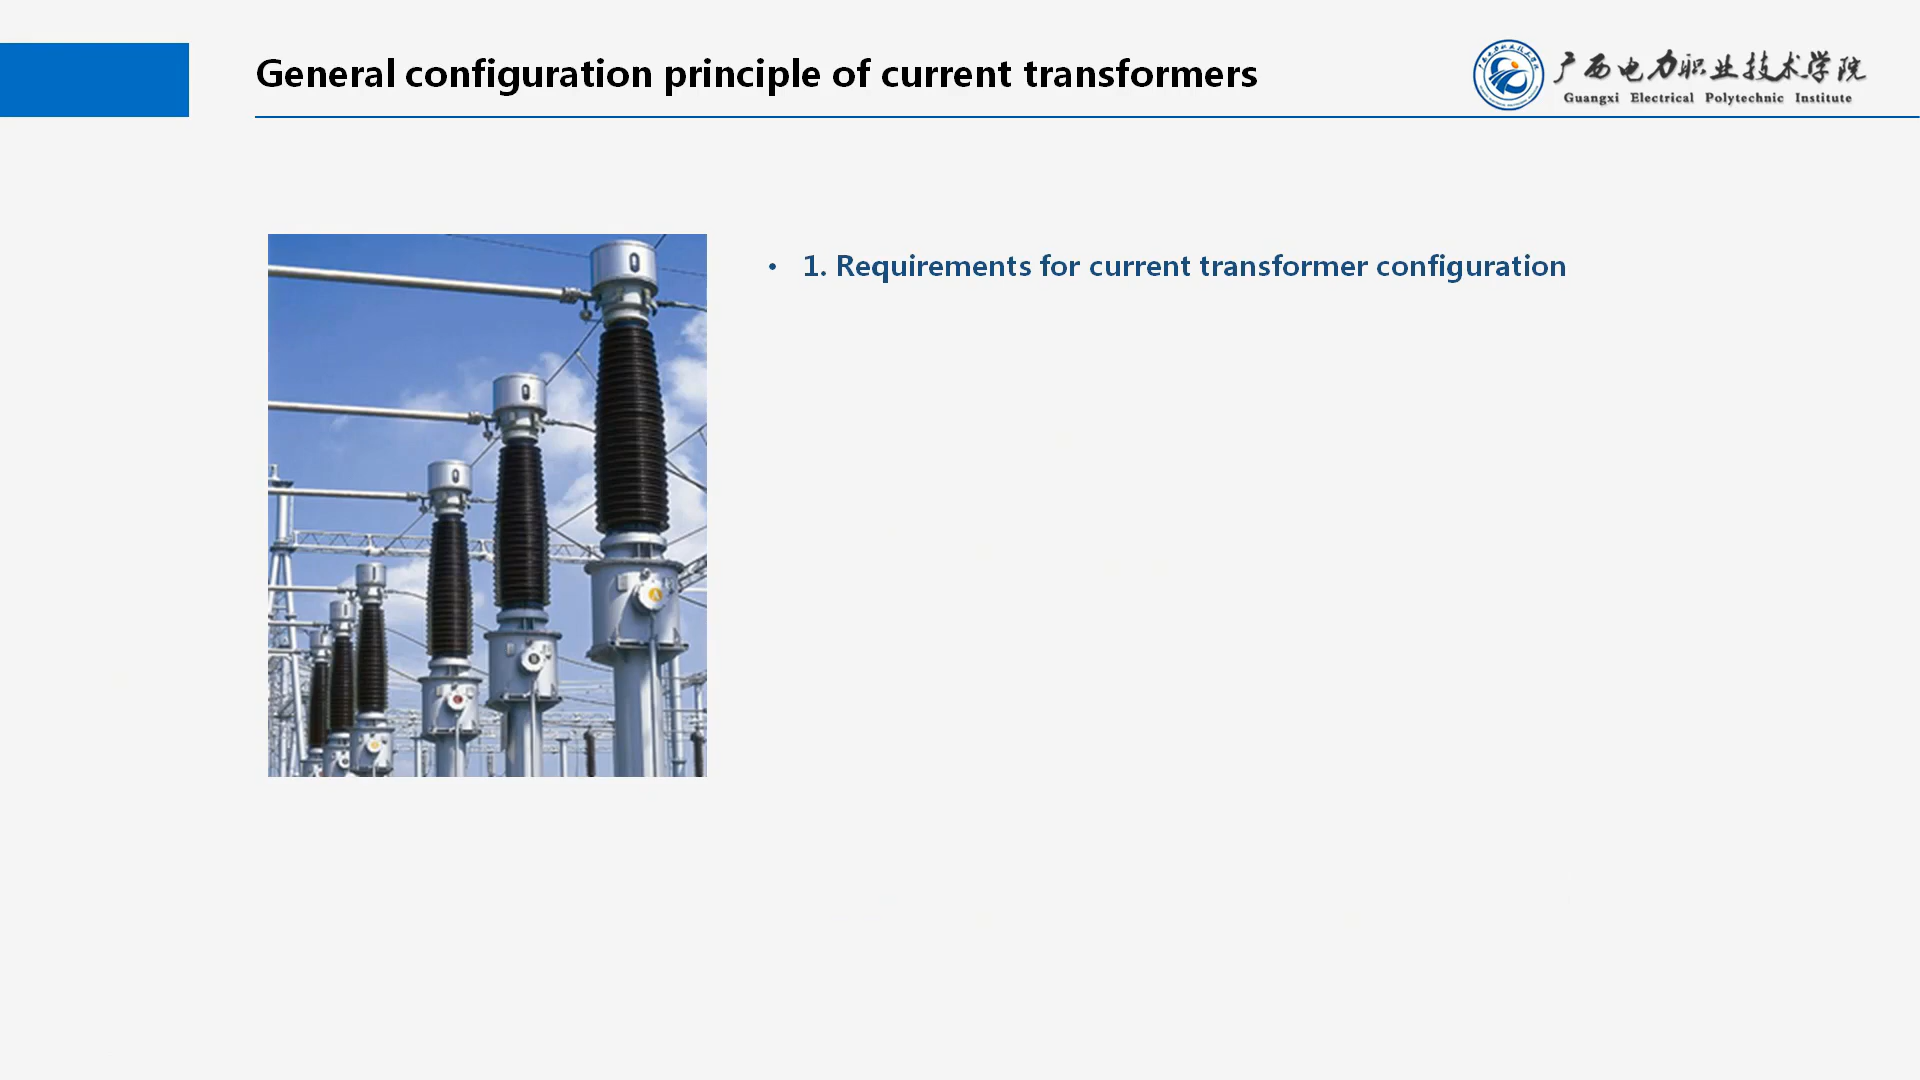 General configuration principle of current transformers
广西电力职业技术学院
Guangxi Electrical Polytechnic Institute
• 1. Requirements for current transformer configuration